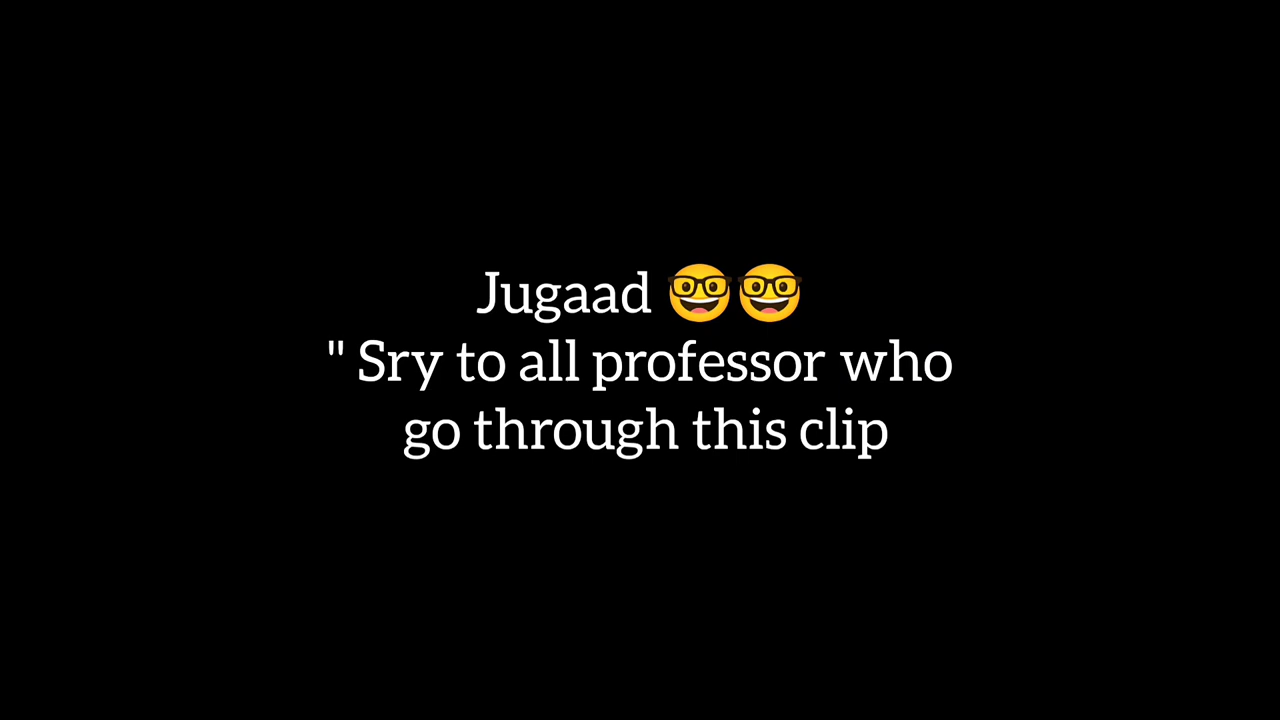 Jugaad 🤓🤓
" Sry to all professor who
go through this clip